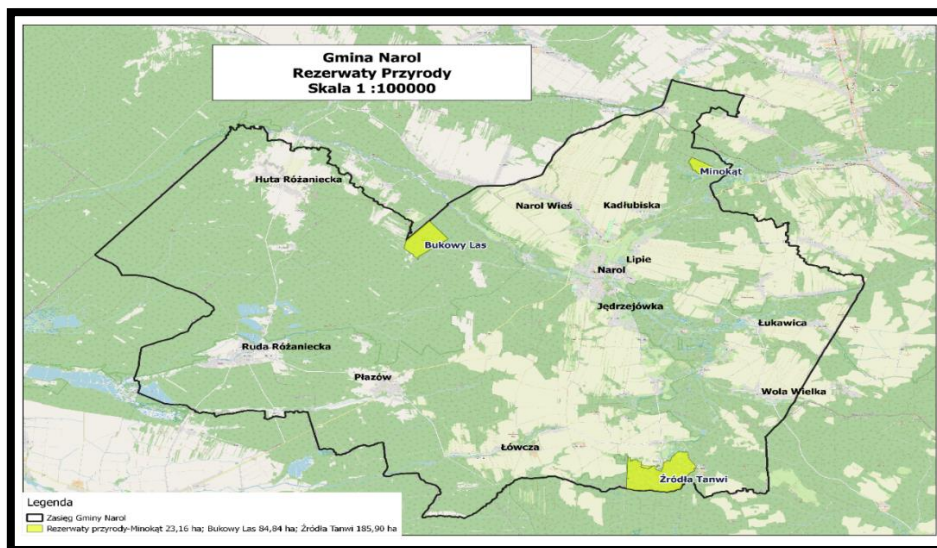 Gmina Narol
Rezerwaty Przyrody
Skala 1 :100000
Minokąt
Huta Różaniecka
Narol Wieś
Kadłubiska
Bukowy Las
Lipie
Narol
Jędrzejówka
Łukawica
Ruda Różaniecka
Płazów
Wola Wielka
Łówcza
Źródła Tanwi
Legenda
Zasięg Gminy Narol
Rezerwaty przyrody-Minokąt 23,16 ha; Bukowy Las 84,84 ha; Źródła Tanwi 185,90 ha